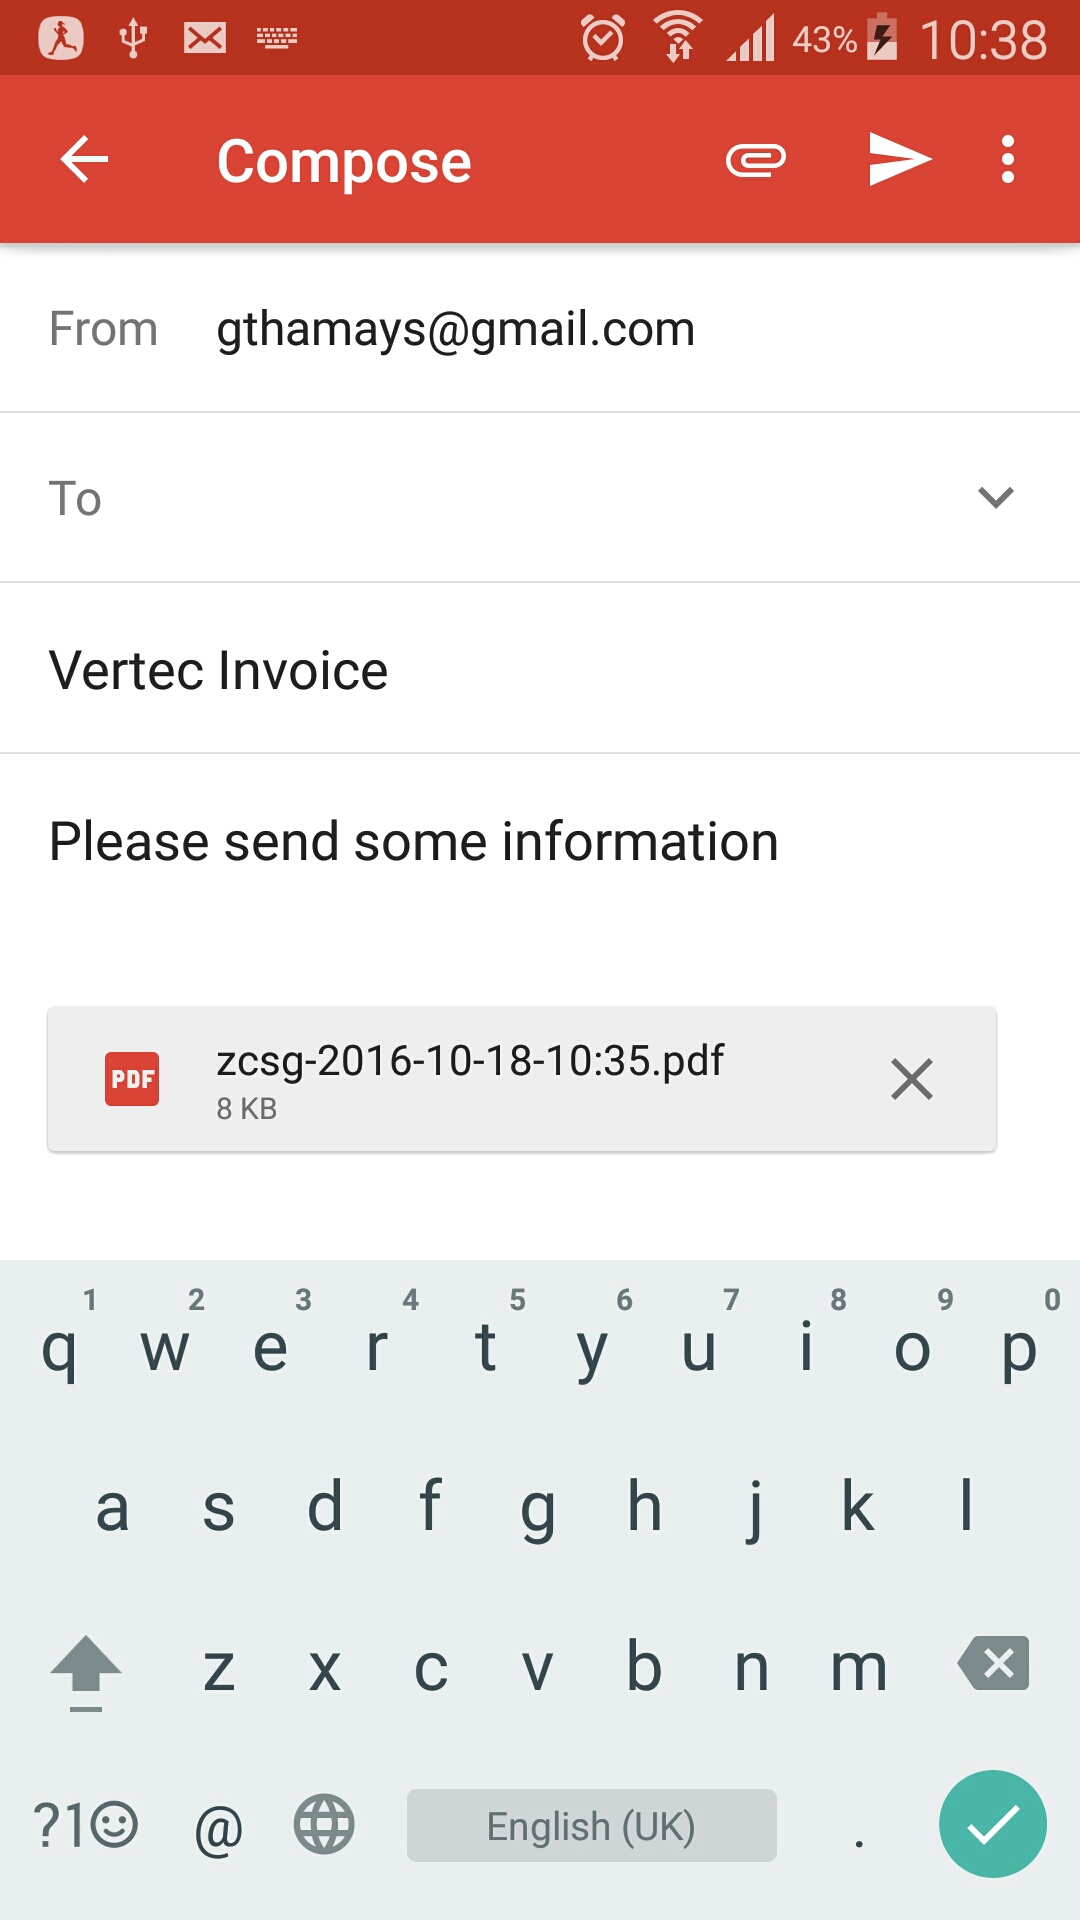 43% 10:38
Compose
From gthamays@gmail.com
To
Vertec Invoice
Please send some information
PDF zcsg-2016-10-18-10:35.pdf
8 KB
1 2 3 4 5 6 7 8 9 0
q w e r t y u i o p
a s d f g h j k l
z x c v b n m
?1☺ @ English (UK) .